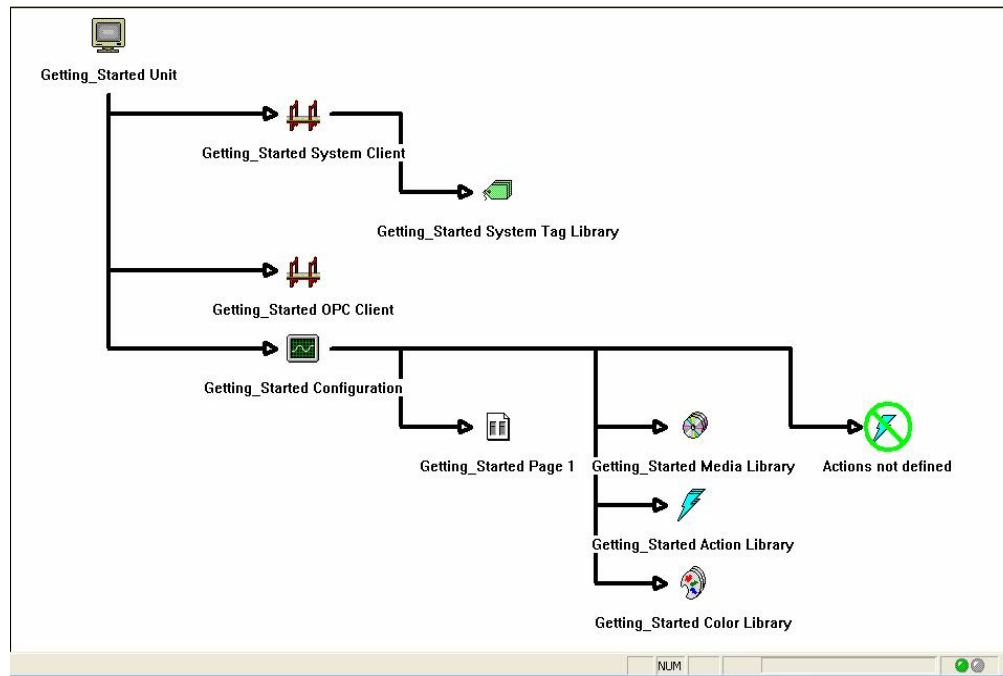 Getting_Started Unit
Getting_Started System Client
Getting_Started System Tag Library
Getting_Started OPC Client
Getting_Started Configuration
Getting_Started Page 1
Getting_Started Media Library
Actions not defined
Getting_Started Action Library
Getting_Started Color Library
NUM